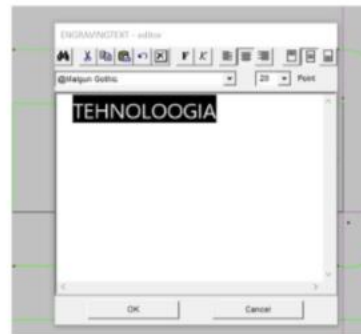 ENGRAVINGTEXT - editor
F K
@Malgun Gothic 20 Point
TEHNOLOOGIA
OK Cancel